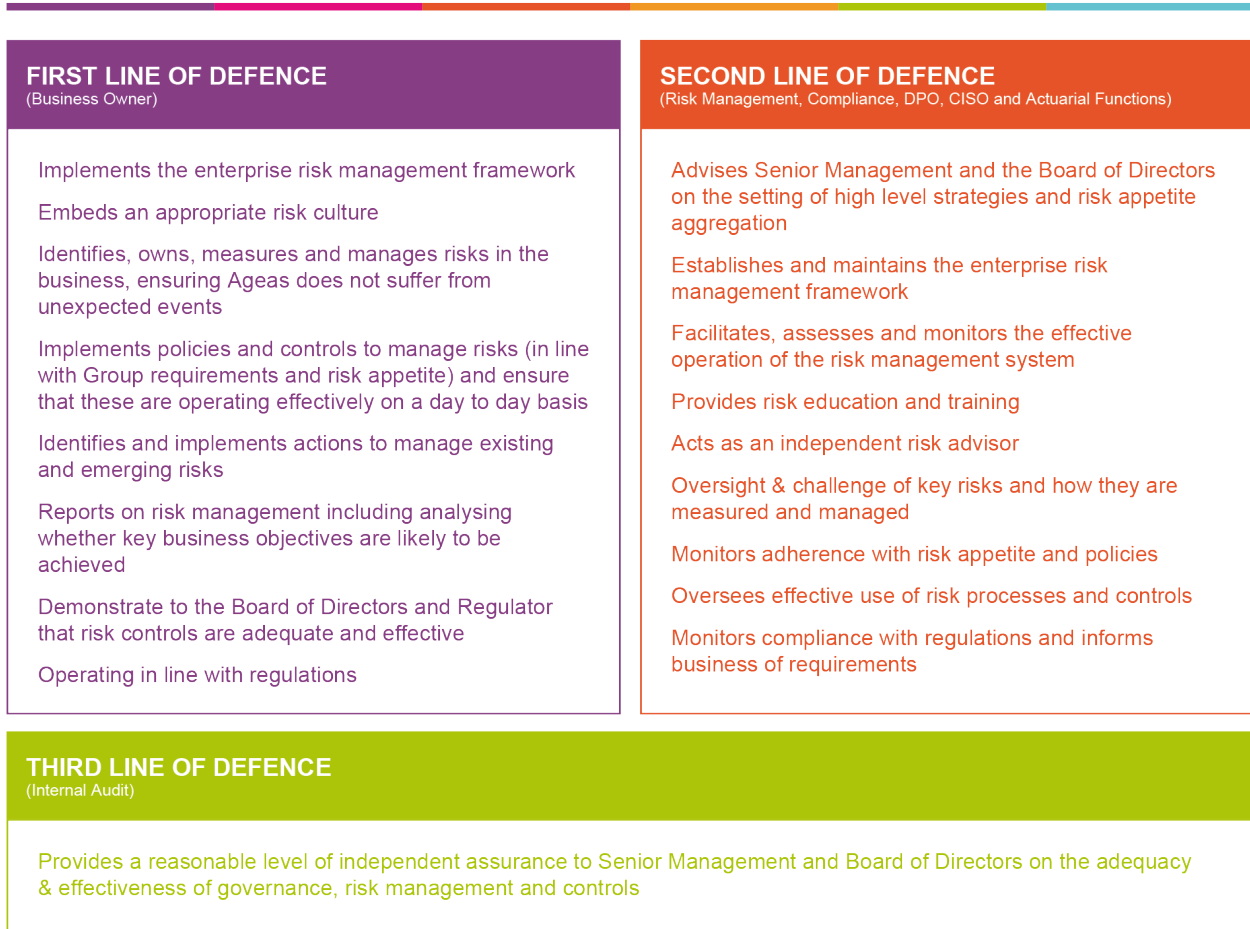 FIRST LINE OF DEFENCE
(Business Owner)
Implements the enterprise risk management framework
Embeds an appropriate risk culture
Identifies, owns, measures and manages risks in the
business, ensuring Ageas does not suffer from
unexpected events
Implements policies and controls to manage risks (in line
with Group requirements and risk appetite) and ensure
that these are operating effectively on a day to day basis
Identifies and implements actions to manage existing
and emerging risks
Reports on risk management including analysing
whether key business objectives are likely to be
achieved
Demonstrate to the Board of Directors and Regulator
that risk controls are adequate and effective
Operating in line with regulations
SECOND LINE OF DEFENCE
(Risk Management, Compliance, DPO, CISO and Actuarial Functions)
Advises Senior Management and the Board of Directors
on the setting of high level strategies and risk appetite
aggregation
Establishes and maintains the enterprise risk
management framework
Facilitates, assesses and monitors the effective
operation of the risk management system
Provides risk education and training
Acts as an independent risk advisor
Oversight & challenge of key risks and how they are
measured and managed
Monitors adherence with risk appetite and policies
Oversees effective use of risk processes and controls
Monitors compliance with regulations and informs
business of requirements
THIRD LINE OF DEFENCE
(Internal Audit)
Provides a reasonable level of independent assurance to Senior Management and Board of Directors on the adequacy
& effectiveness of governance, risk management and controls